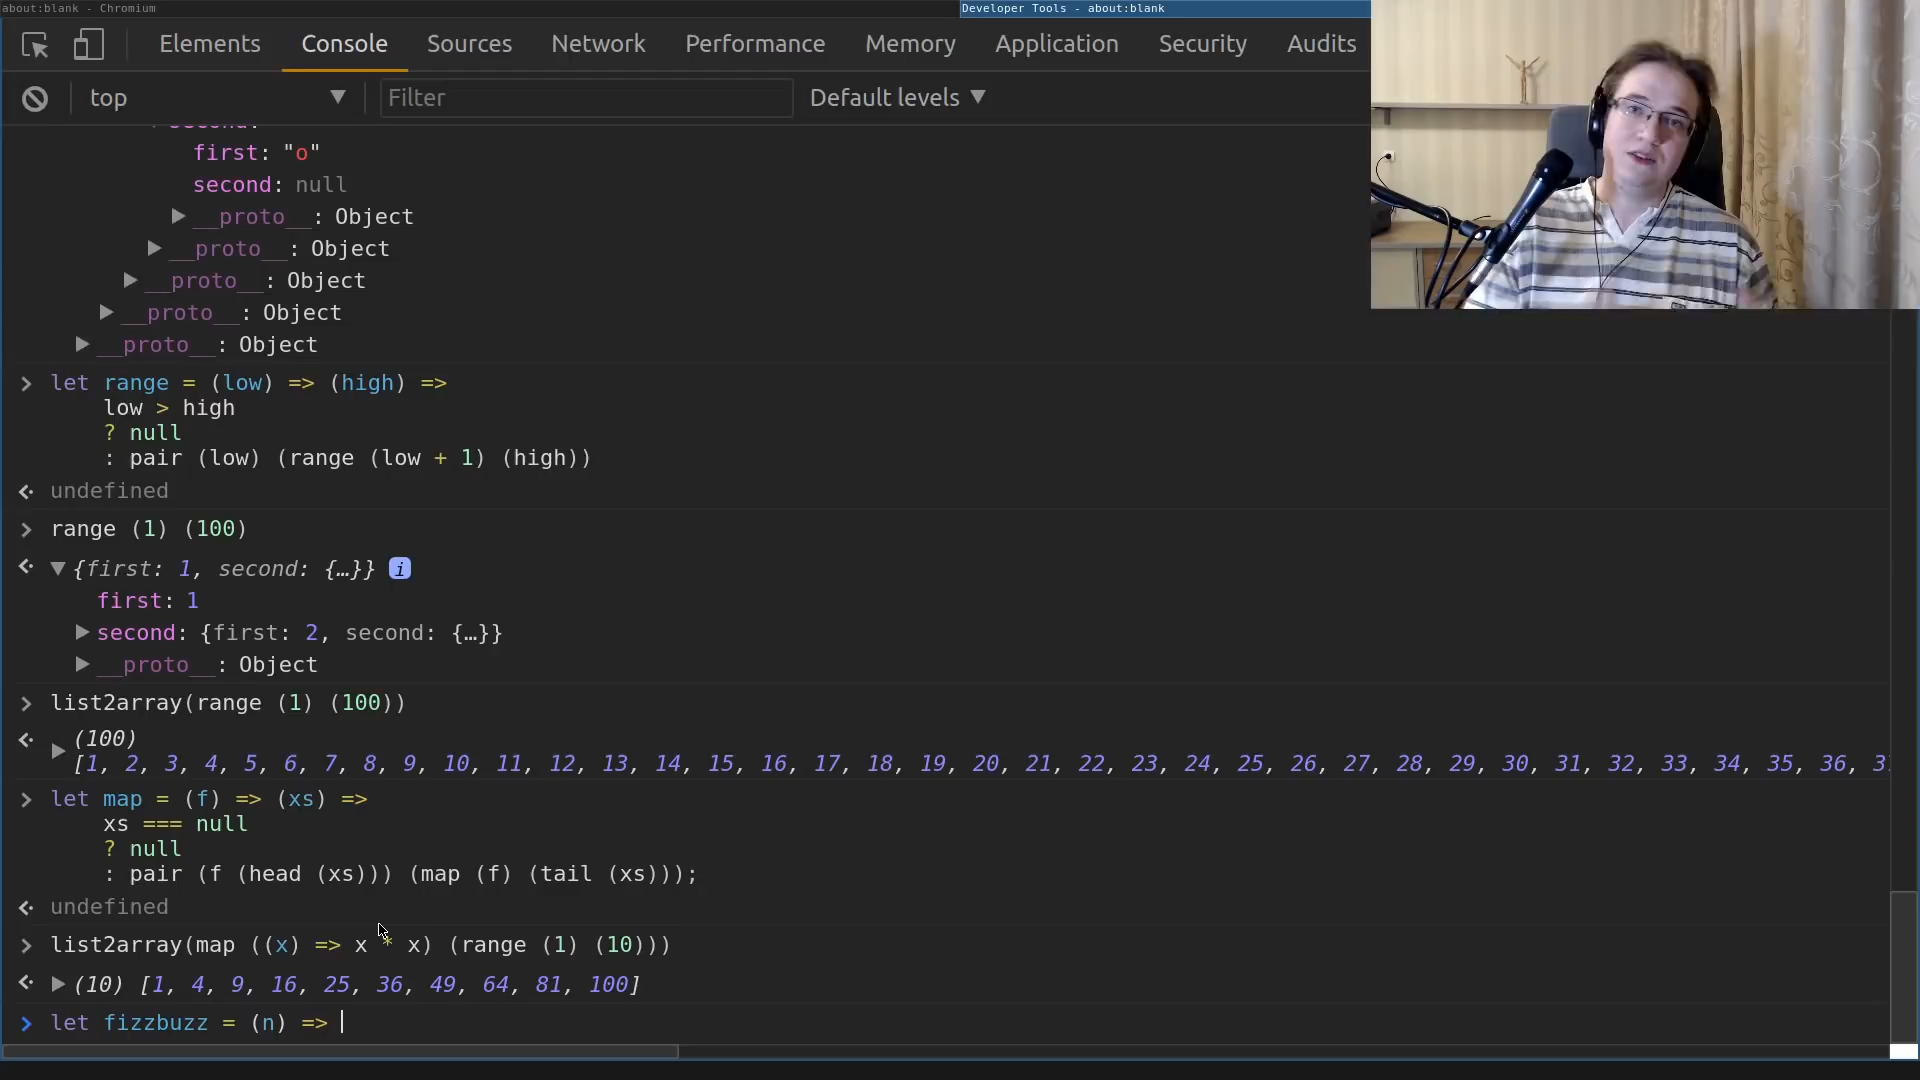 about:blank - Chromium
Developer Tools - about:blank
Elements Console Sources Network Performance Memory Application Security Audits
top Filter Default levels
first: "o"
second: null
__proto__: Object
__proto__: Object
__proto__: Object
__proto__: Object
__proto__: Object
let range = (low) => (high) =>
low > high
? null
: pair (low) (range (low + 1) (high))
undefined
range (1) (100)
{first: 1, second: {…}} i
first: 1
second: {first: 2, second: {…}}
__proto__: Object
list2array(range (1) (100))
(100)
[1, 2, 3, 4, 5, 6, 7, 8, 9, 10, 11, 12, 13, 14, 15, 16, 17, 18, 19, 20, 21, 22, 23, 24, 25, 26, 27, 28, 29, 30, 31, 32, 33, 34, 35, 36,
let map = (f) => (xs) =>
xs === null
? null
: pair (f (head (xs))) (map (f) (tail (xs)));
undefined
list2array(map ((x) => x * x) (range (1) (10)))
(10) [1, 4, 9, 16, 25, 36, 49, 64, 81, 100]
let fizzbuzz = (n) =>